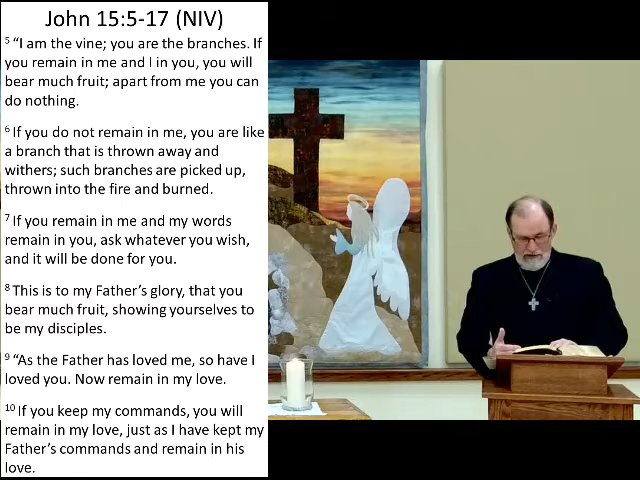 John 15:5-17 (NIV)
5 “I am the vine; you are the branches. If
you remain in me and I in you, you will
bear much fruit; apart from me you can
do nothing.
6 If you do not remain in me, you are like
a branch that is thrown away and
withers; such branches are picked up,
thrown into the fire and burned.
7 If you remain in me and my words
remain in you, ask whatever you wish,
and it will be done for you.
8 This is to my Father’s glory, that you
bear much fruit, showing yourselves to
be my disciples.
9 “As the Father has loved me, so have I
loved you. Now remain in my love.
10 If you keep my commands, you will
remain in my love, just as I have kept my
Father’s commands and remain in his
love.